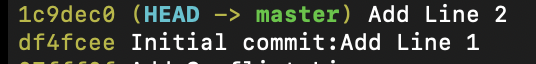 1c9dec0 (HEAD -> master) Add Line 2
df4fcee Initial commit:Add Line 1